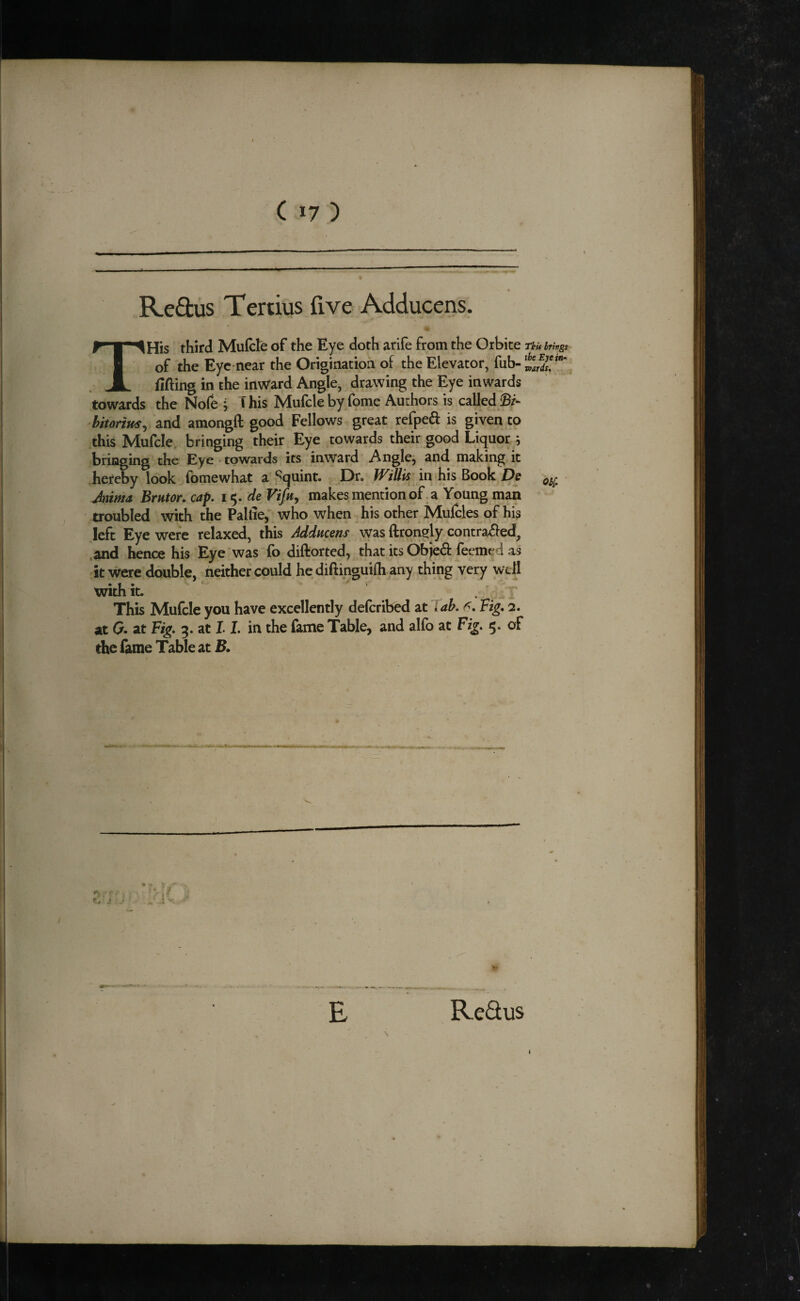 ( 17 )
Rectus Tertius ſive Adducens.
THis third Muſcle of the Eye doth ariſe from the Orbite
of the Eye near the Origination of the Elevator, ſub-
ſiſting in the inward Angle, drawing the Eye inwards
towards the Noſe ; This Muſcle by ſome Authors is called Bi-
bitorius, and amongſt good Fellows great reſpect is given to
this Muſcle bringing their Eye towards their good Liquor ;
bringing the Eye towards its inward Angle, and making it
hereby look ſomewhat a Squint. Dr. Willis in his Book De
Anima Brutor. cap. 15. de Viſu, makes mention of a Young man
troubled with the Palſie, who when his other Muſcles of his
left Eye were relaxed, this Adducens was ſtrongly contracted,
and hence his Eye was ſo diſtorted, that its Object ſeemed as
it were double, neither could he diſtinguiſh any thing very well
with it.
This Muſcle you have excellently deſcribed at Tab. 6. Fig. 2.
at G. at Fig. 3. at I. I. in the ſame Table, and alſo at Fig. 5. of
the ſame Table at B.
This brings
the Eye in-
wards.
Obſ.
E Rectus